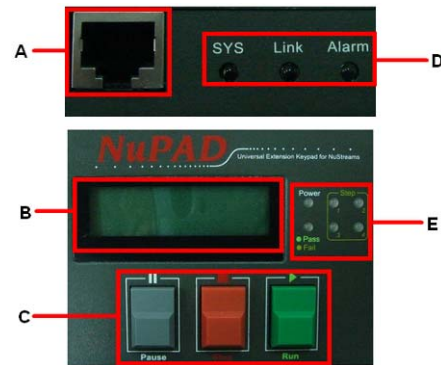 A
SYS Link Alarm
D
NuPAD
Universal Extension Keypad for NuStreams
B
Power Step
1 2
3 4
Pass
Fail
E
C
Pause
Run